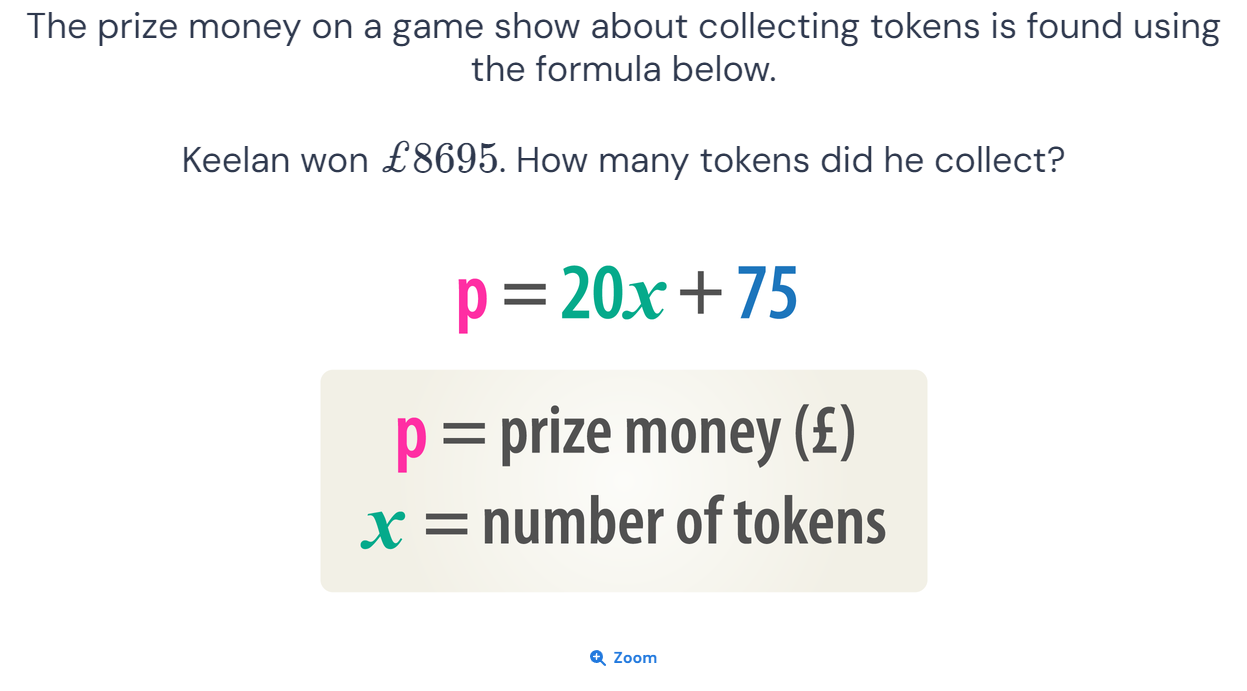 The prize money on a game show about collecting tokens is found using
the formula below.
Keelan won £8695. How many tokens did he collect?
p = 20x + 75
p = prize money (£)
x = number of tokens
Zoom